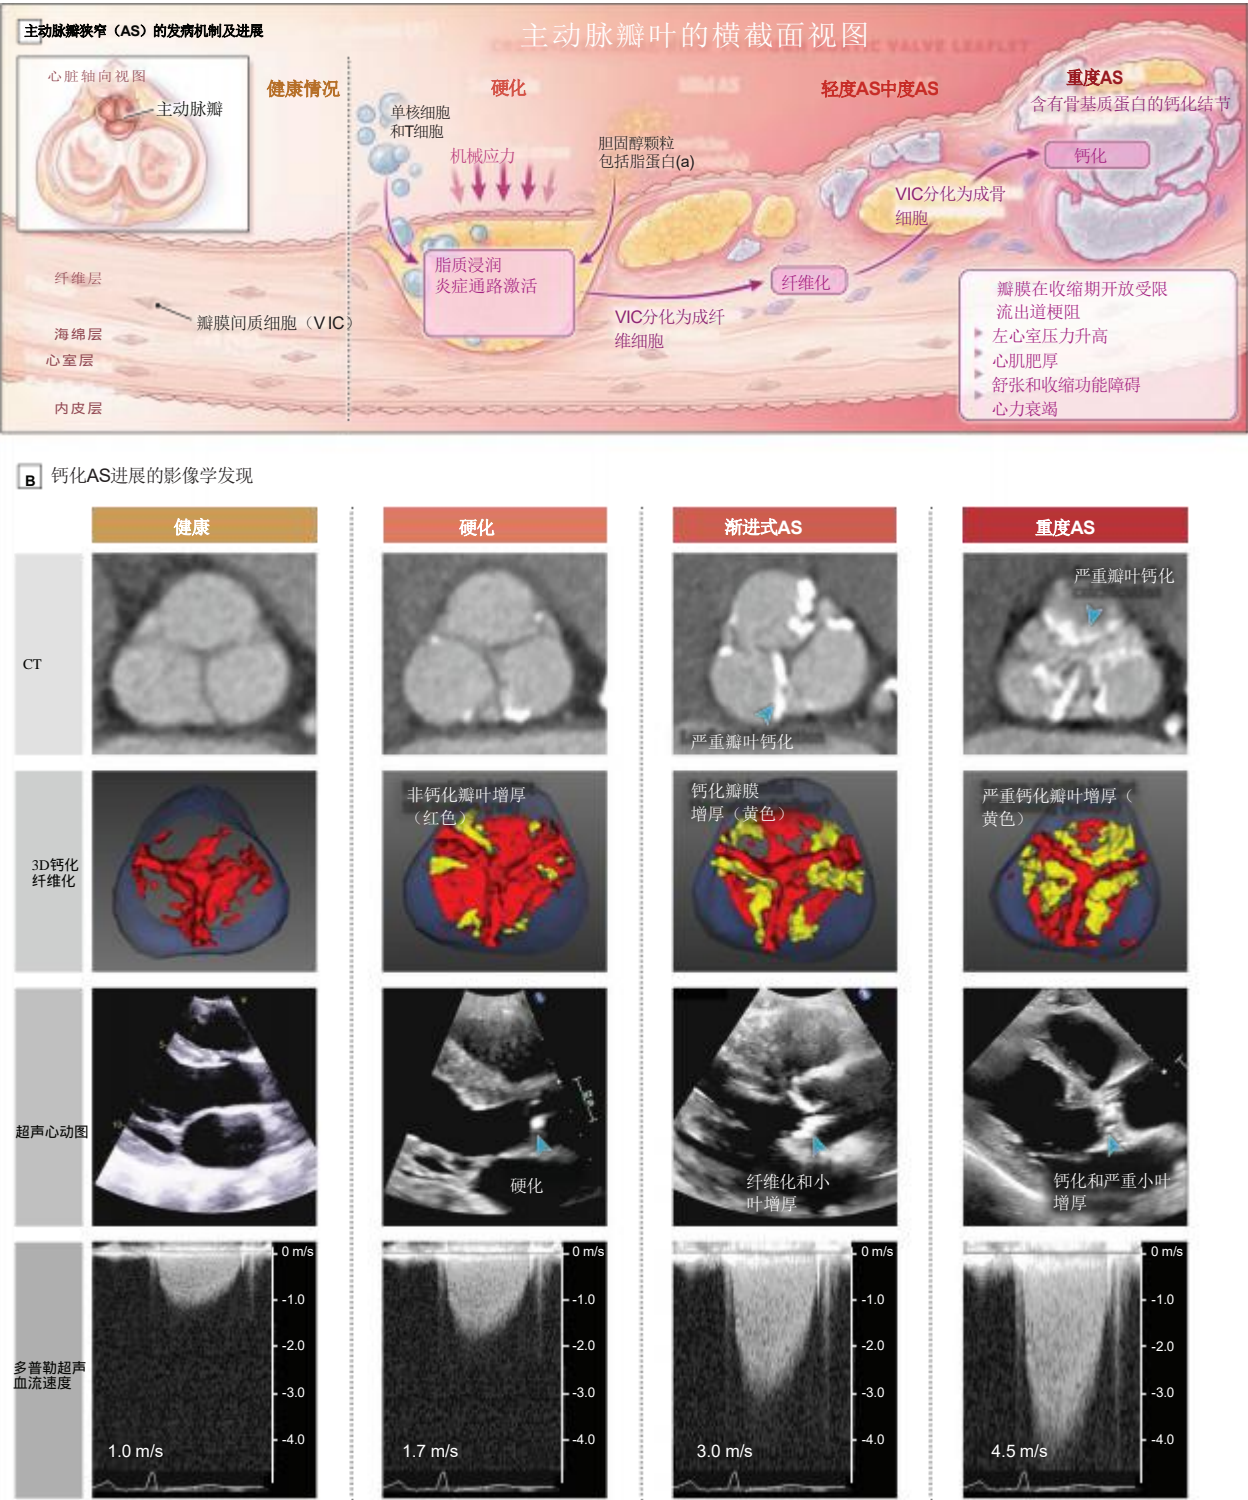 主动脉瓣狭窄（AS）的发病机制及进展
主动脉瓣叶的横截面视图
心脏轴向视图
主动脉瓣
健康情况
硬化
轻度AS中度AS
重度AS
含有骨基质蛋白的钙化结节
单核细胞
和T细胞
机械应力
胆固醇颗粒
包括脂蛋白(a)
钙化
VIC分化为成骨
细胞
脂质浸润
炎症通路激活
纤维化
VIC分化为成纤
维细胞
纤维层
瓣膜间质细胞（VIC）
海绵层
心室层
内皮层
瓣膜在收缩期开放受限
流出道梗阻
左心室压力升高
心肌肥厚
舒张和收缩功能障碍
心力衰竭
B 钙化AS进展的影像学发现
健康
硬化
渐进式AS
重度AS
CT
严重瓣叶钙化
严重瓣叶钙化
3D钙化
纤维化
非钙化瓣叶增厚
（红色）
钙化瓣膜
增厚（黄色）
严重钙化瓣叶增厚（
黄色）
超声心动图
5
10
硬化
纤维化和小
叶增厚
钙化和严重小叶
增厚
多普勒超声
血流速度
0 m/s
-1.0
-2.0
-3.0
-4.0
1.0 m/s
0 m/s
-1.0
-2.0
-3.0
-4.0
1.7 m/s
0 m/s
-1.0
-2.0
-3.0
-4.0
3.0 m/s
0 m/s
-1.0
-2.0
-3.0
-4.0
4.5 m/s